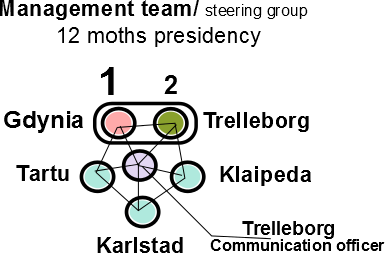 Management team/ steering group
12 moths presidency
1 2
Gdynia Trelleborg
Tartu Klaipeda
Trelleborg
Karlstad Communication officer